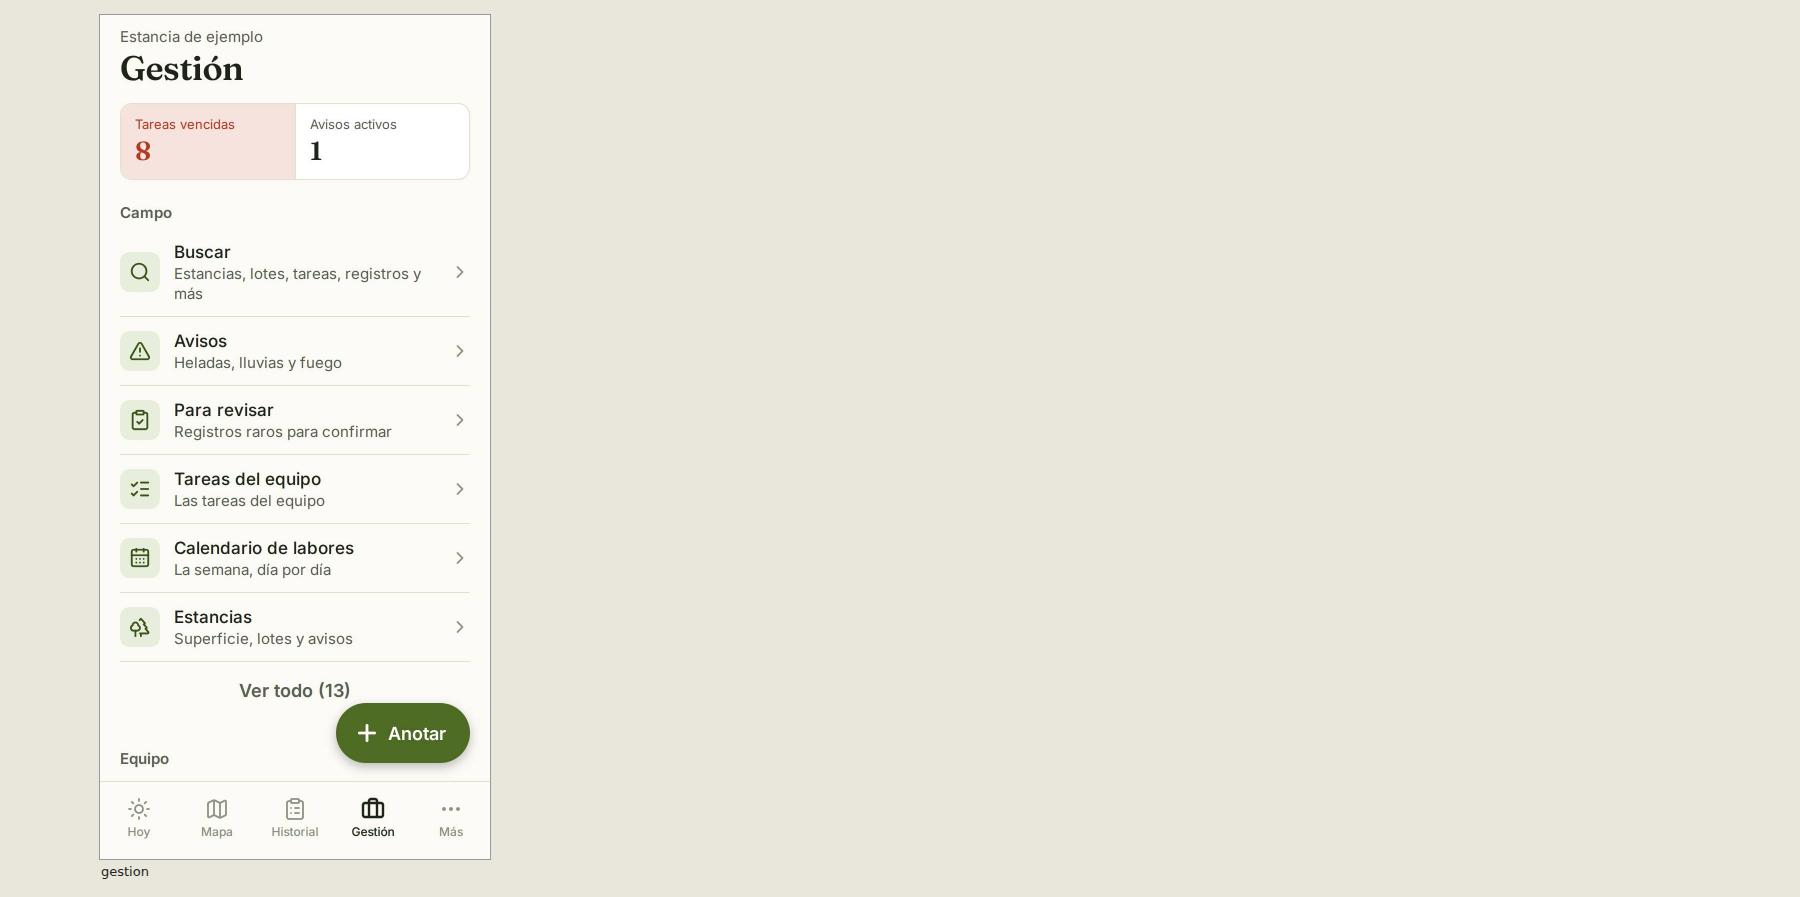 Estancia de ejemplo
Gestión
Tareas vencidas
8
Avisos activos
1
Campo
Buscar
Estancias, lotes, tareas, registros y
más
Avisos
Heladas, lluvias y fuego
Para revisar
Registros raros para confirmar
Tareas del equipo
Las tareas del equipo
Calendario de labores
La semana, día por día
Estancias
Superficie, lotes y avisos
Ver todo (13)
Anotar
Equipo
Hoy
Mapa
Historial
Gestión
Más
gestion